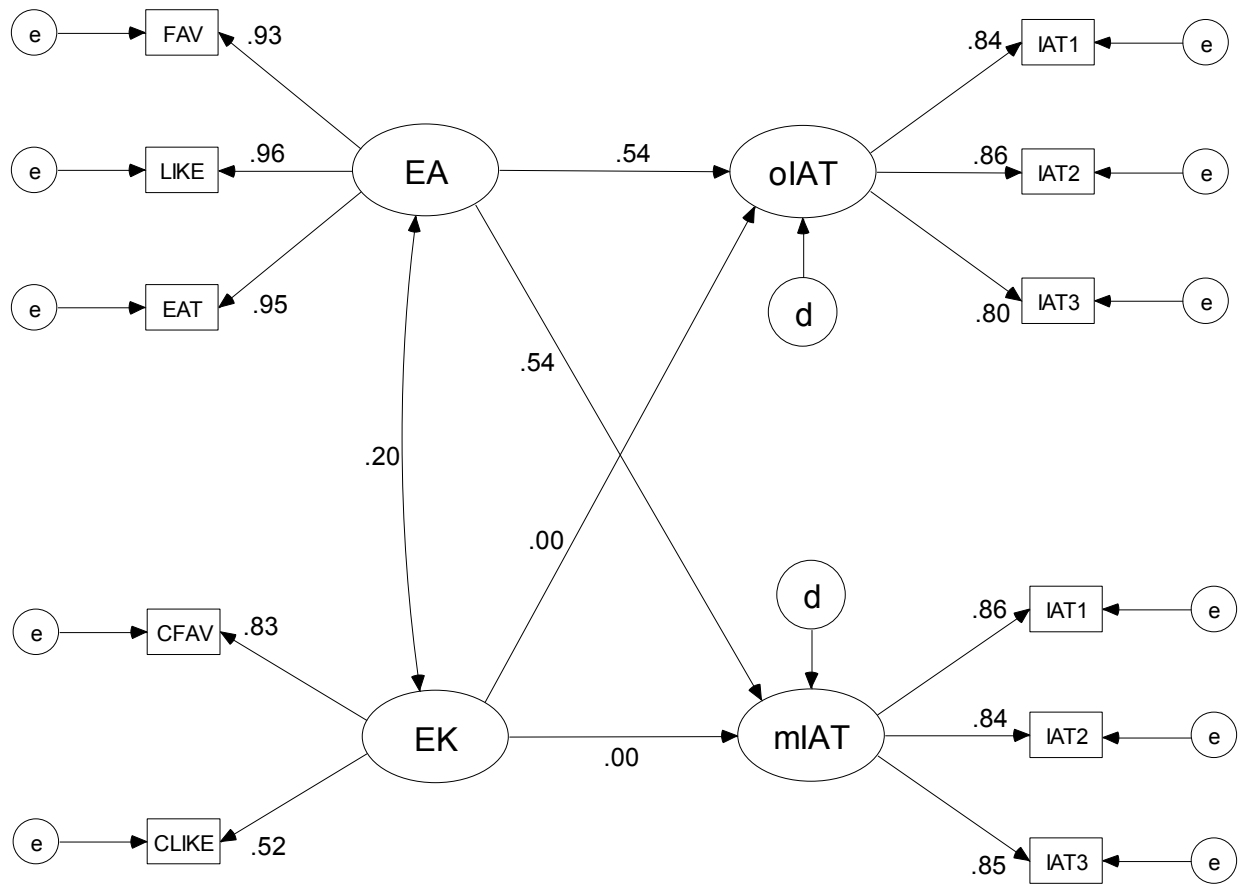 e
FAV
.93
.84
IAT1
e
e
LIKE
.96
EA
.54
oIAT
.86
IAT2
e
e
EAT
.95
d
.80
IAT3
e
.54
.20
.00
d
e
CFAV
.83
.86
IAT1
e
EK
.00
mIAT
.84
IAT2
e
e
CLIKE
.52
.85
IAT3
e